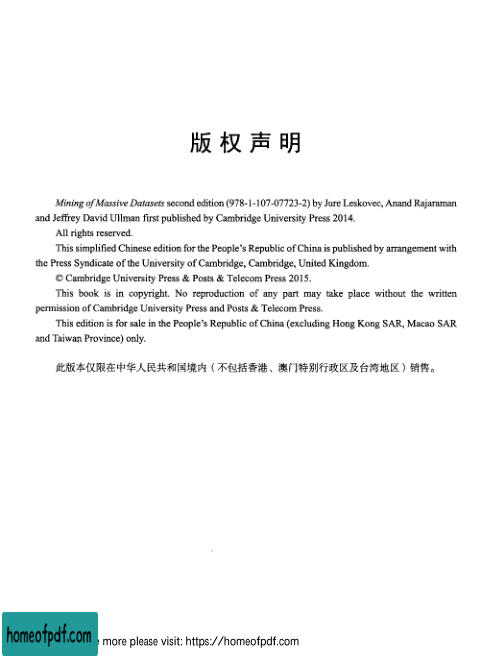 版权声明
Mining of Massive Datasets second edition (978-1-107-07723-2) by Jure Leskovec, Anand Rajaraman
and Jeffrey David Ullman first published by Cambridge University Press 2014.
All rights reserved.
This simplified Chinese edition for the People's Republic of China is published by arrangement with
the Press Syndicate of the University of Cambridge, Cambridge, United Kingdom.
© Cambridge University Press & Posts & Telecom Press 2015.
This book is in copyright. No reproduction of any part may take place without the written
permission of Cambridge University Press and Posts & Telecom Press.
This edition is for sale in the People's Republic of China (excluding Hong Kong SAR, Macao SAR
and Taiwan Province) only.
此版本仅限在中华人民共和国境内（不包括香港、澳门特别行政区及台湾地区）销售。
homeofpdf.com
more please visit: https://homeofpdf.com